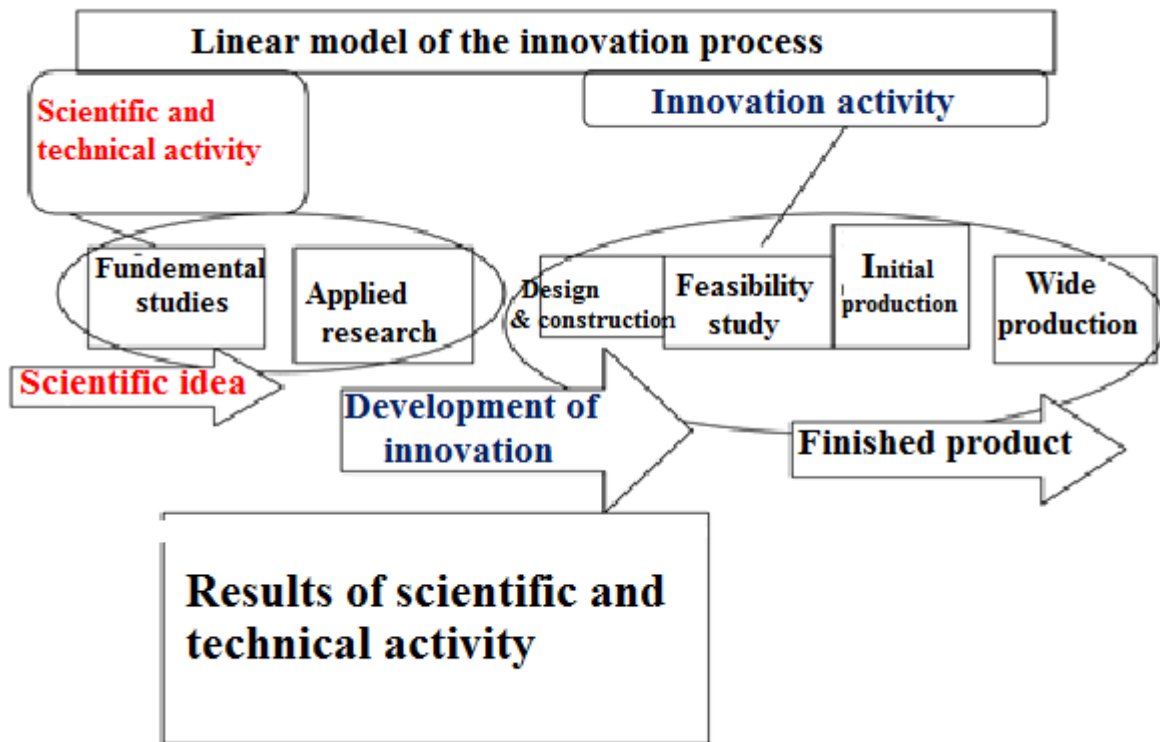 Linear model of the innovation process
Scientific and
technical activity
Innovation activity
Fundemental
studies
Applied
research
Design
& construction
Feasibility
study
Initial
production
Wide
production
Scientific idea
Development of
innovation
Finished product
Results of scientific and
technical activity